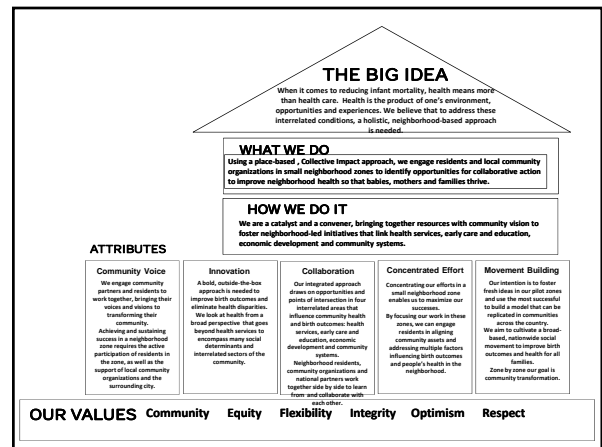 THE BIG IDEA
When it comes to reducing infant mortality, health means more
than health care. Health is the product of one's environment,
opportunities and experiences. We believe that to address these
interrelated conditions, a holistic, neighborhood-based approach
is needed.
WHAT WE DO
Using a place-based , Collective Impact approach, we engage residents and local community
organizations in small neighborhood zones to identify opportunities for collaborative action
to improve neighborhood health so that babies, mothers and families thrive.
HOW WE DO IT
We are a catalyst and a convener, bringing together resources with community vision to
foster neighborhood-led initiatives that link health services, early care and education,
economic development and community systems.
ATTRIBUTES
Community Voice
We engage community
partners and residents to
work together, bringing their
voices and visions to
transforming their
community.
Achieving and sustaining
success in a neighborhood
zone requires the active
participation of residents in
the zone, as well as the
support of local community
organizations and the
surrounding city.
Innovation
A bold, outside-the-box
approach is needed to
improve birth outcomes and
eliminate health disparities.
We look at health from a
broad perspective that goes
beyond health services to
encompass many social
determinants and
interrelated sectors of the
community.
Collaboration
Our integrated approach
draws on opportunities and
points of intersection in four
interrelated areas that
influence community health
and birth outcomes: health
services, early care and
education, economic
development and community
systems.
Neighborhood residents,
community organizations and
national partners work
together side by side to learn
from and collaborate with
each other.
Concentrated Effort
Concentrating our efforts in a
small neighborhood zone
enables us to maximize our
successes.
By focusing our work in these
zones, we can engage
residents in aligning
community assets and
addressing multiple factors
influencing birth outcomes
and people's health in the
neighborhood.
Movement Building
Our intention is to foster
fresh ideas in our pilot zones
and use the most successful
to build a model that can be
replicated in communities
across the country.
We aim to cultivate a broad-
based, nationwide social
movement to improve birth
outcomes and health for all
families.
Zone by zone our goal is
community transformation.
OUR VALUES Community Equity Flexibility Integrity Optimism Respect